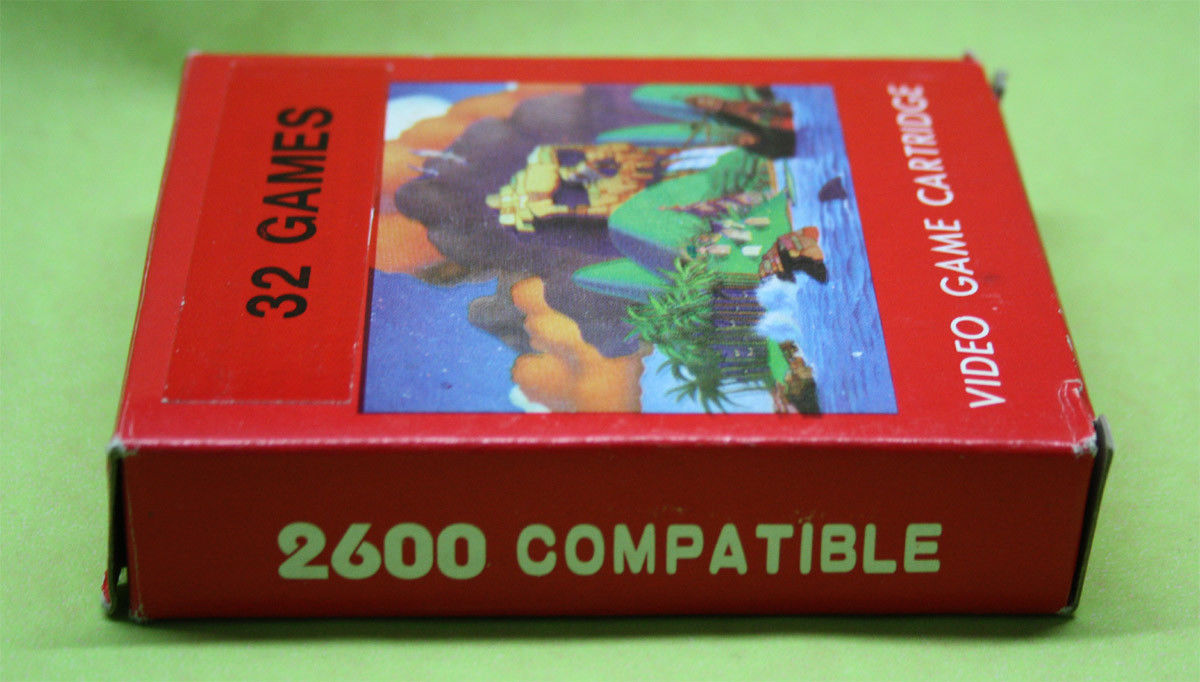 32 GAMES
VIDEO GAME CARTRIDGE
2600 COMPATIBLE